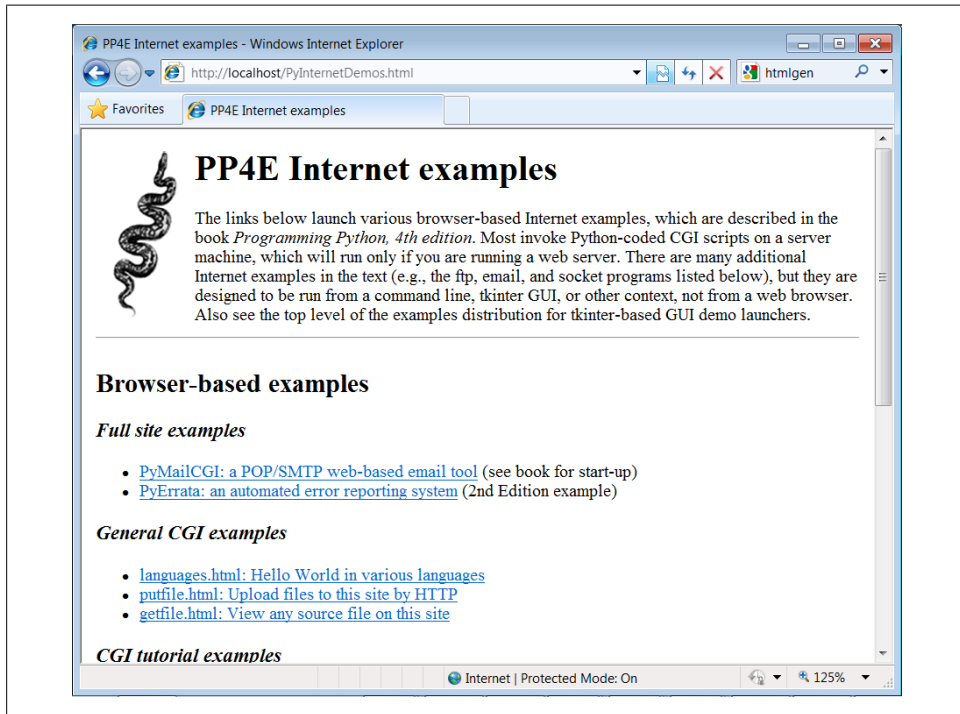 PP4E Internet examples - Windows Internet Explorer
http://localhost/PyInternetDemos.html
htmlgen
Favorites
PP4E Internet examples
PP4E Internet examples
The links below launch various browser-based Internet examples, which are described in the
book Programming Python, 4th edition. Most invoke Python-coded CGI scripts on a server
machine, which will run only if you are running a web server. There are many additional
Internet examples in the text (e.g., the ftp, email, and socket programs listed below), but they are
designed to be run from a command line, tkinter GUI, or other context, not from a web browser.
Also see the top level of the examples distribution for tkinter-based GUI demo launchers.
Browser-based examples
Full site examples
• PyMailCGI: a POP/SMTP web-based email tool (see book for start-up)
• PyErrata: an automated error reporting system (2nd Edition example)
General CGI examples
• languages.html: Hello World in various languages
• putfile.html: Upload files to this site by HTTP
• getfile.html: View any source file on this site
CGI tutorial examples
Internet | Protected Mode: On
125%